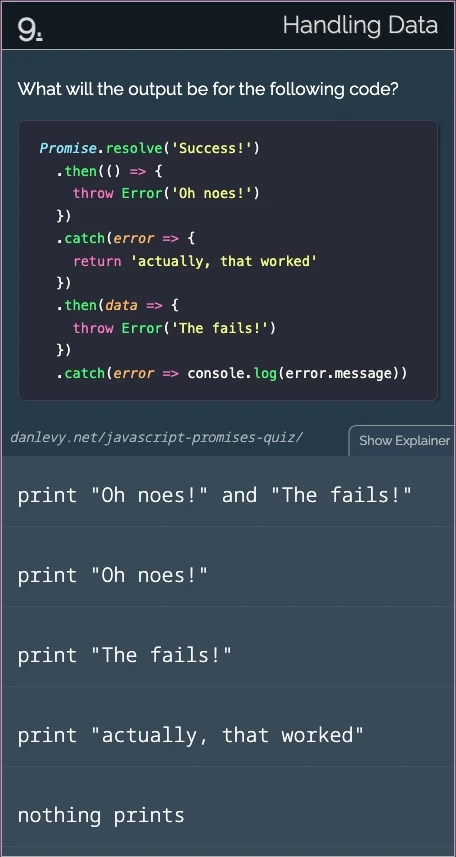 9.
Handling Data
What will the output be for the following code?
Promise.resolve('Success!')
.then(() => {
throw Error('Oh noes!')
})
.catch(error => {
return 'actually, that worked'
})
.then(data => {
throw Error('The fails!')
})
.catch(error => console.log(error.message))
danlevy.net/javascript-promises-quiz/
Show Explainer
print "Oh noes!" and "The fails!"
print "Oh noes!"
print "The fails!"
print "actually, that worked"
nothing prints